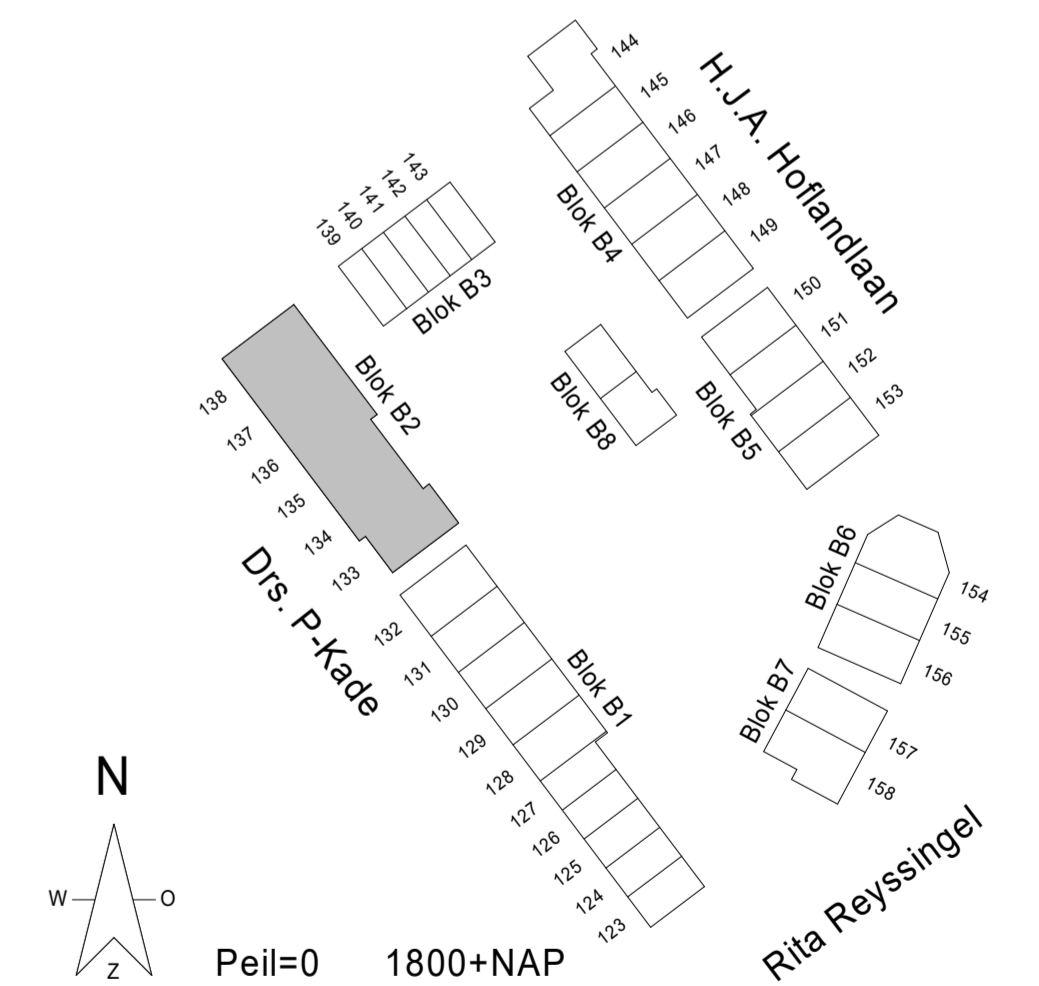 144
145
146
147
148
149
H.J.A. Hoflandlaan
Blok B4
143
142
141
140
139
Blok B3
150
151
152
153
Blok B5
Blok B8
Blok B2
138
137
136
135
134
133
Drs. P-Kade
132
131
130
129
128
127
126
125
124
123
Blok B1
Blok B6
154
155
156
Blok B7
157
158
Rita Reyssingel
N
W
O
Z
Peil=0 1800+NAP